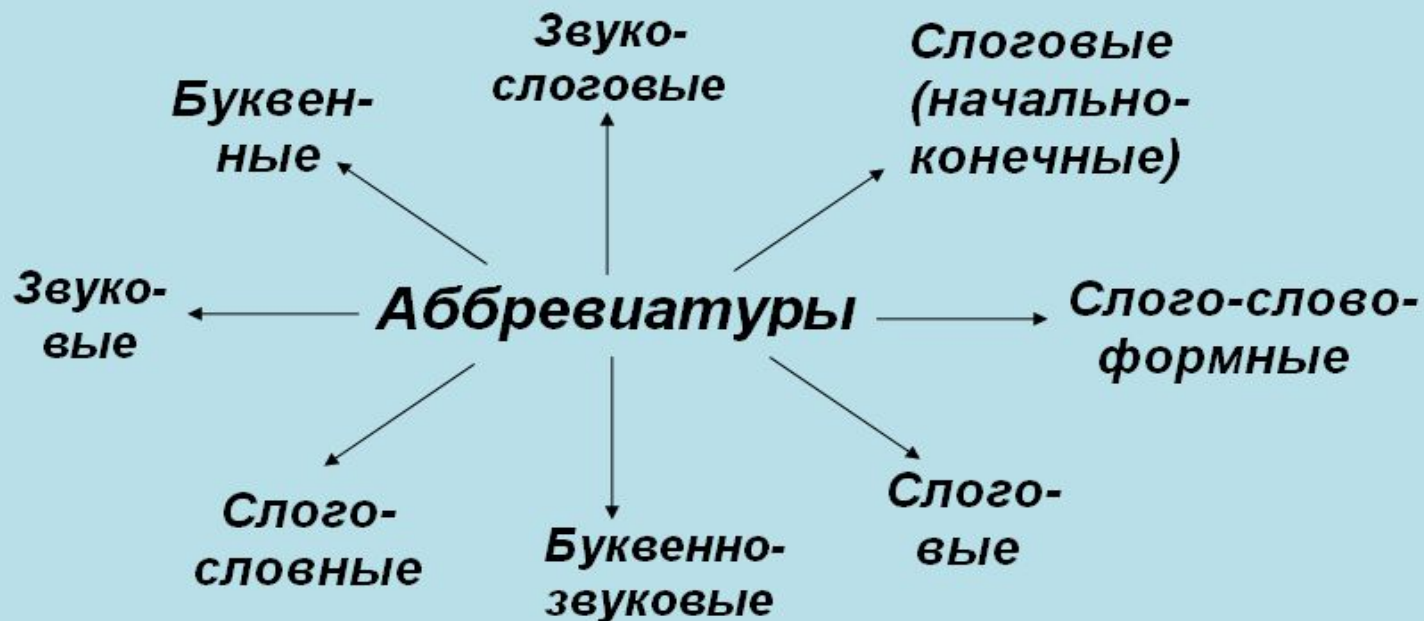 Звуко-
слоговые
Слоговые
(начально-
конечные)
Буквен-
ные
Звуко-
вые
Аббревиатуры
Слого-слово-
формные
Слого-
словные
Буквенно-
звуковые
Слого-
вые